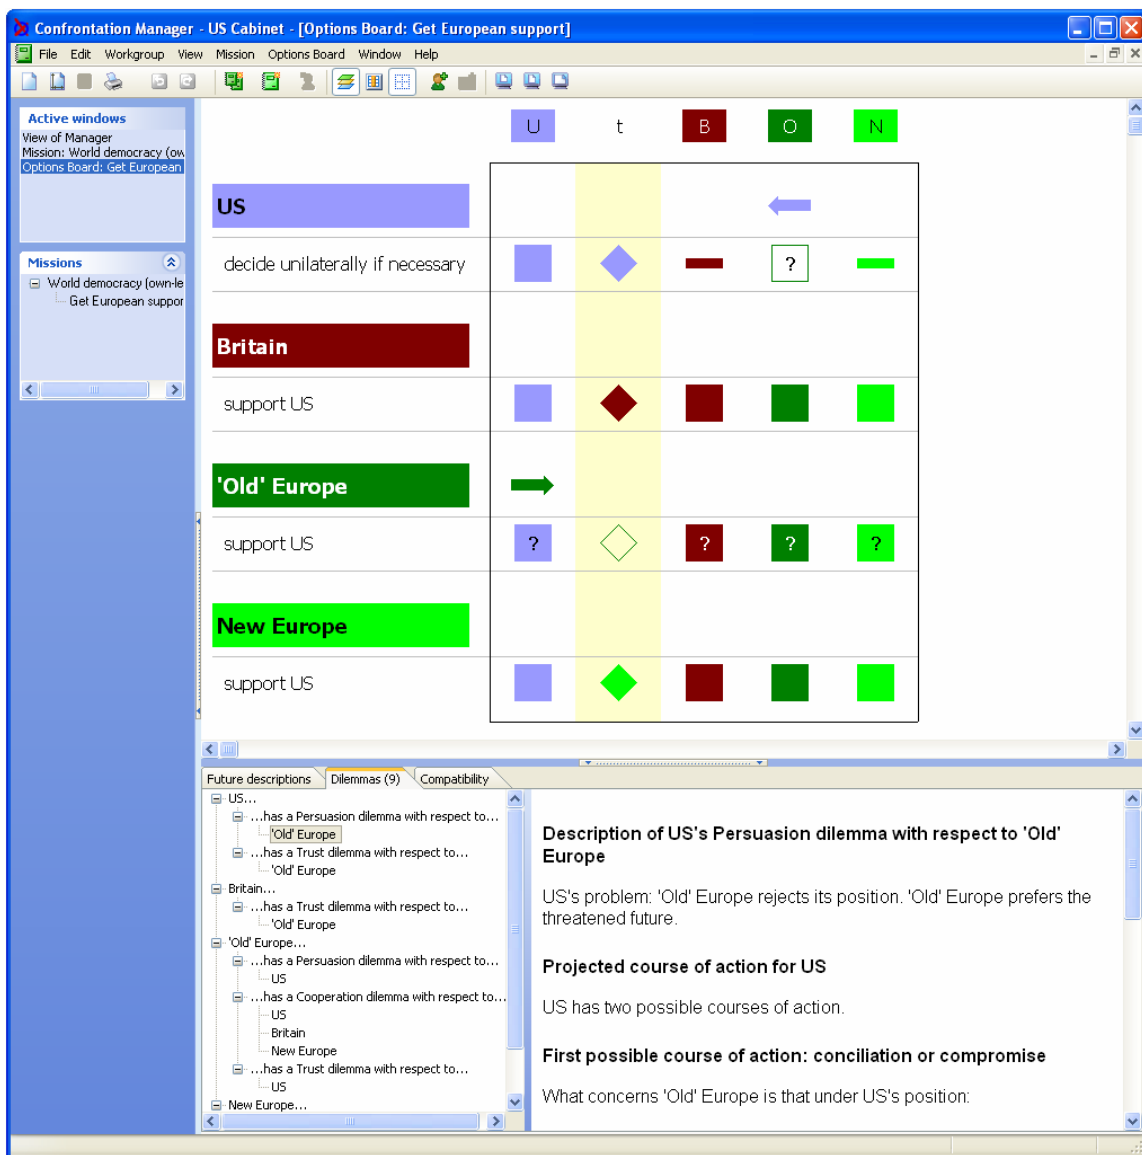 Confrontation Manager - US Cabinet - [Options Board: Get European support]
File Edit Workgroup View Mission Options Board Window Help
Active windows
View of Manager
Mission: World democracy (ow
Options Board: Get European
Missions
World democracy (own-le
Get European suppor
U t B O N
US
decide unilaterally if necessary ?
Britain
support US
'Old' Europe
support US ? ? ? ?
New Europe
support US
Future descriptions Dilemmas (9) Compatibility
US...
...has a Persuasion dilemma with respect to...
'Old' Europe
...has a Trust dilemma with respect to...
'Old' Europe
Britain...
...has a Trust dilemma with respect to...
'Old' Europe
'Old' Europe...
...has a Persuasion dilemma with respect to...
US
...has a Cooperation dilemma with respect to...
US
Britain
New Europe
...has a Trust dilemma with respect to...
US
New Europe...
Description of US's Persuasion dilemma with respect to 'Old'
Europe
US's problem: 'Old' Europe rejects its position. 'Old' Europe prefers the
threatened future.
Projected course of action for US
US has two possible courses of action.
First possible course of action: conciliation or compromise
What concerns 'Old' Europe is that under US's position: